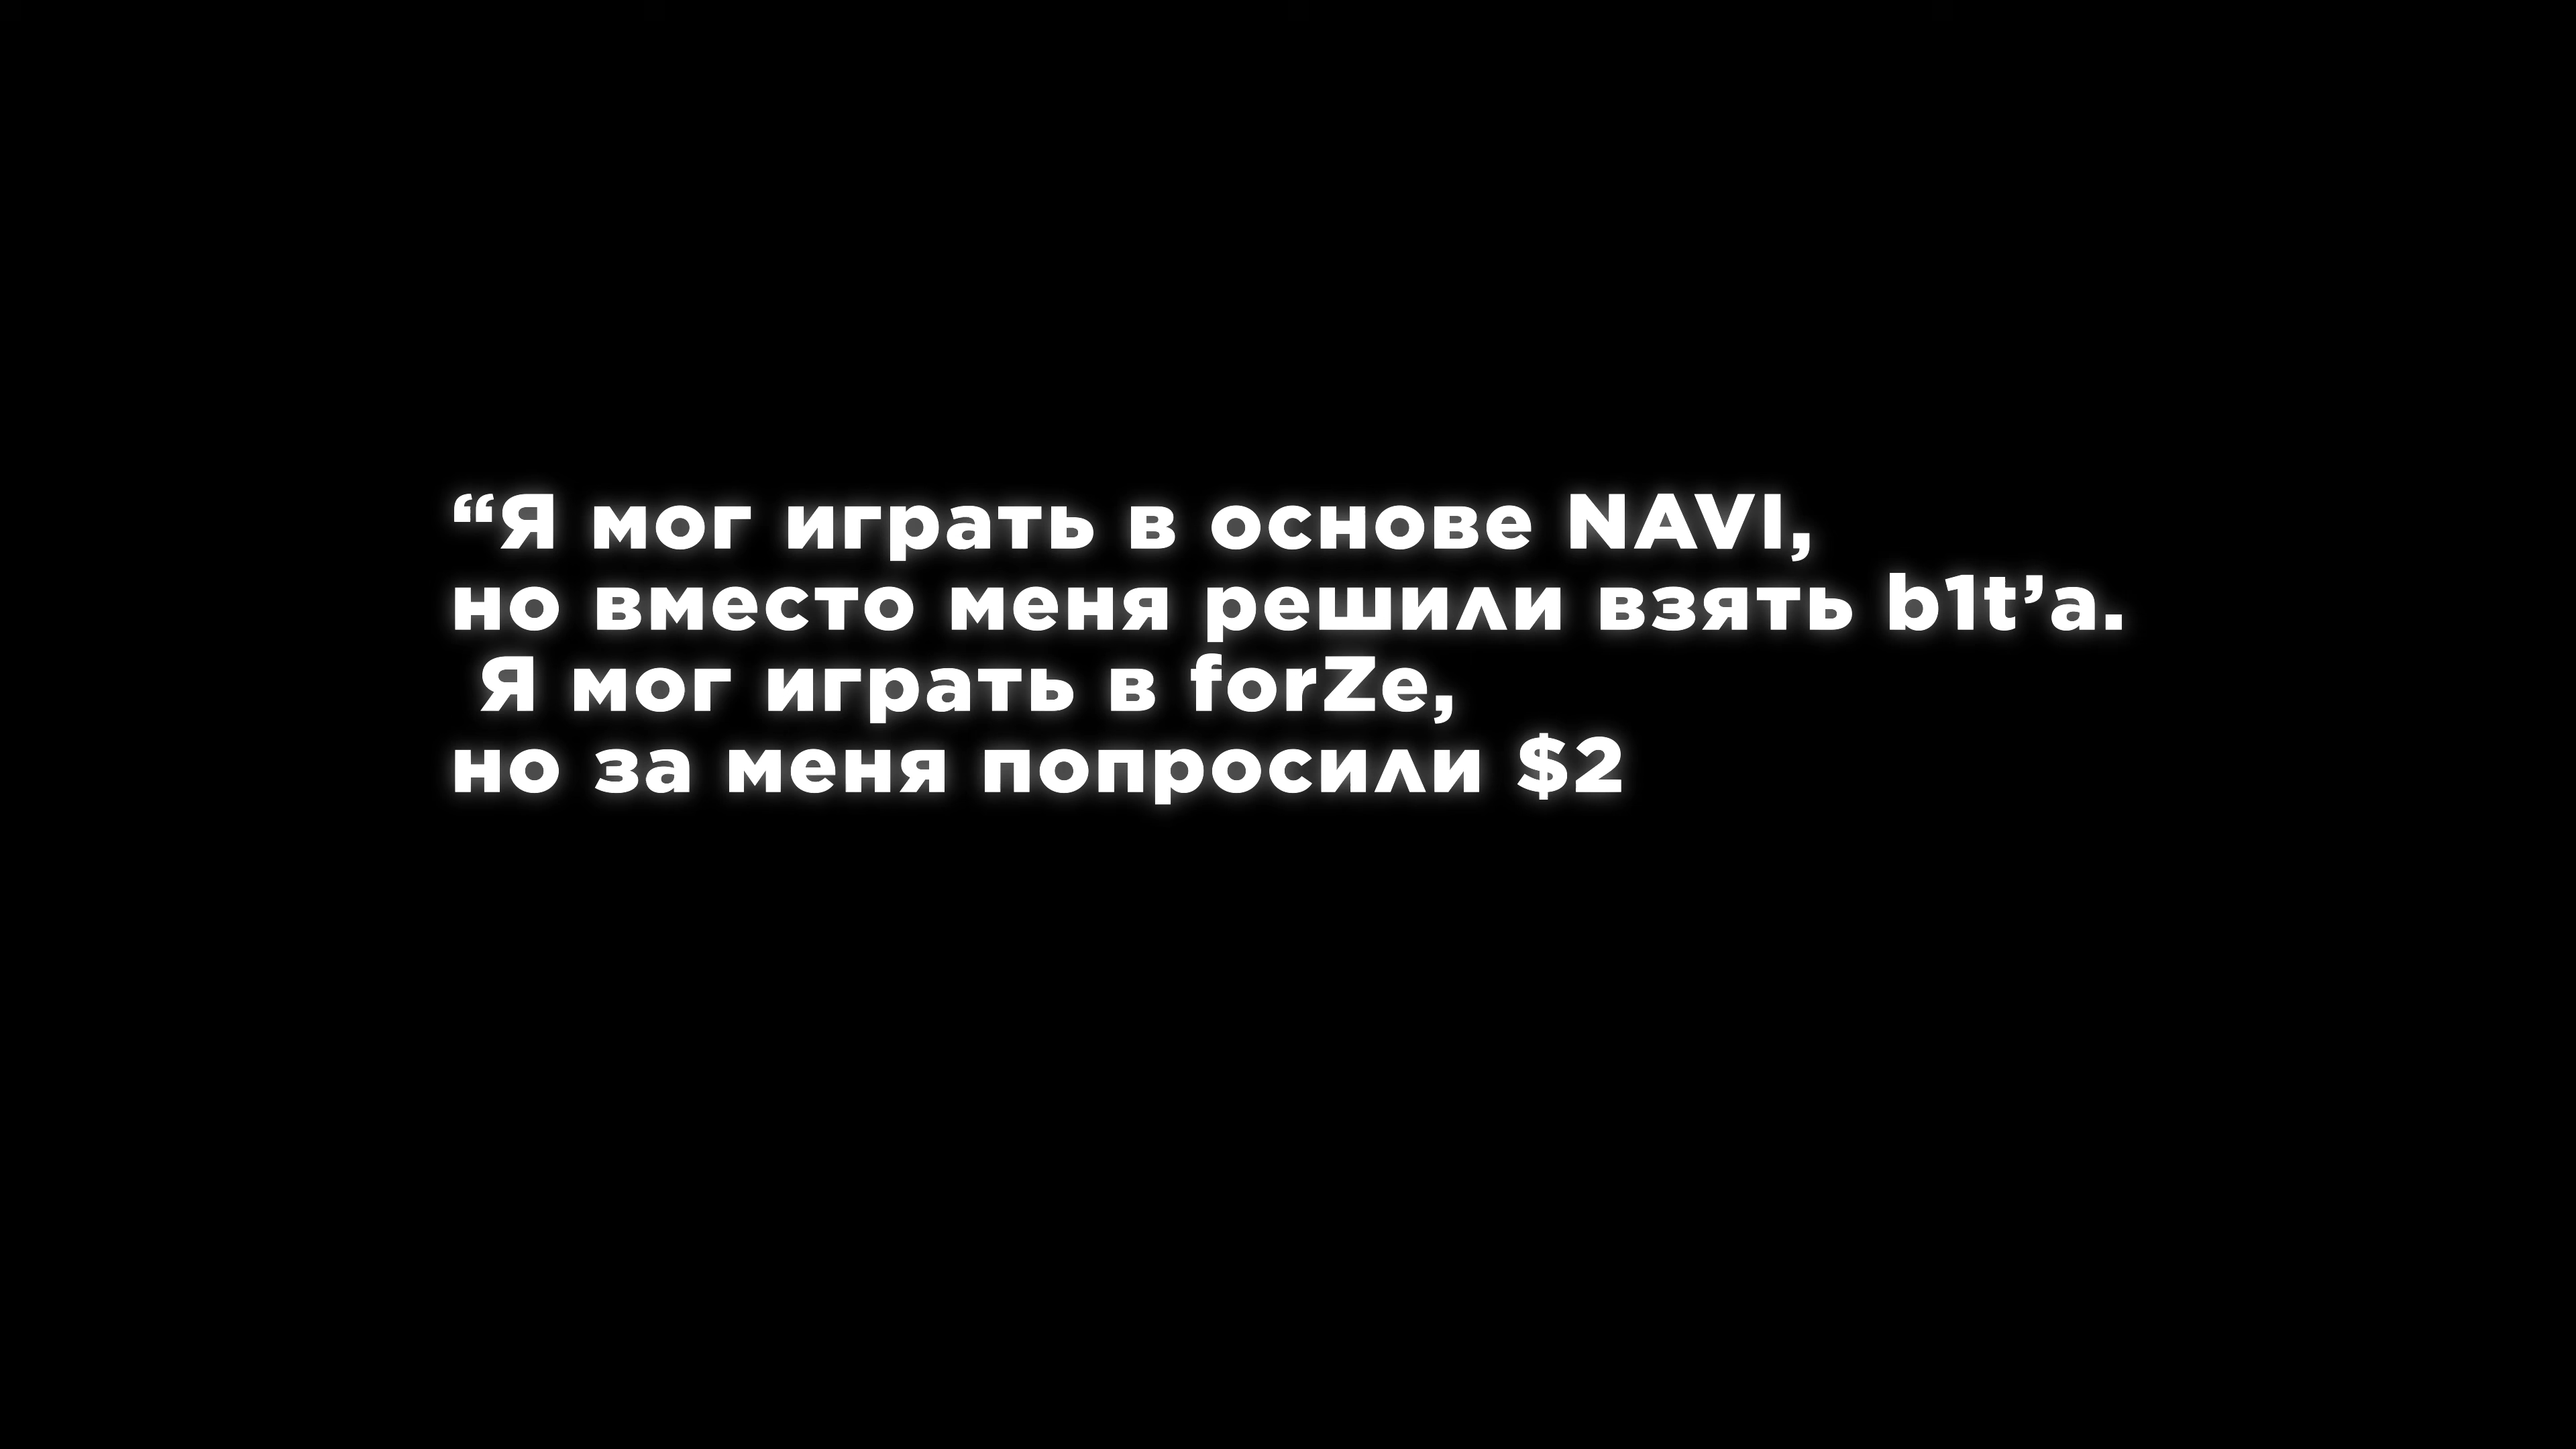 “Я мог играть в основе NAVI,
но вместо меня решили взять b1t’a.
Я мог играть в forZe,
но за меня попросили $2